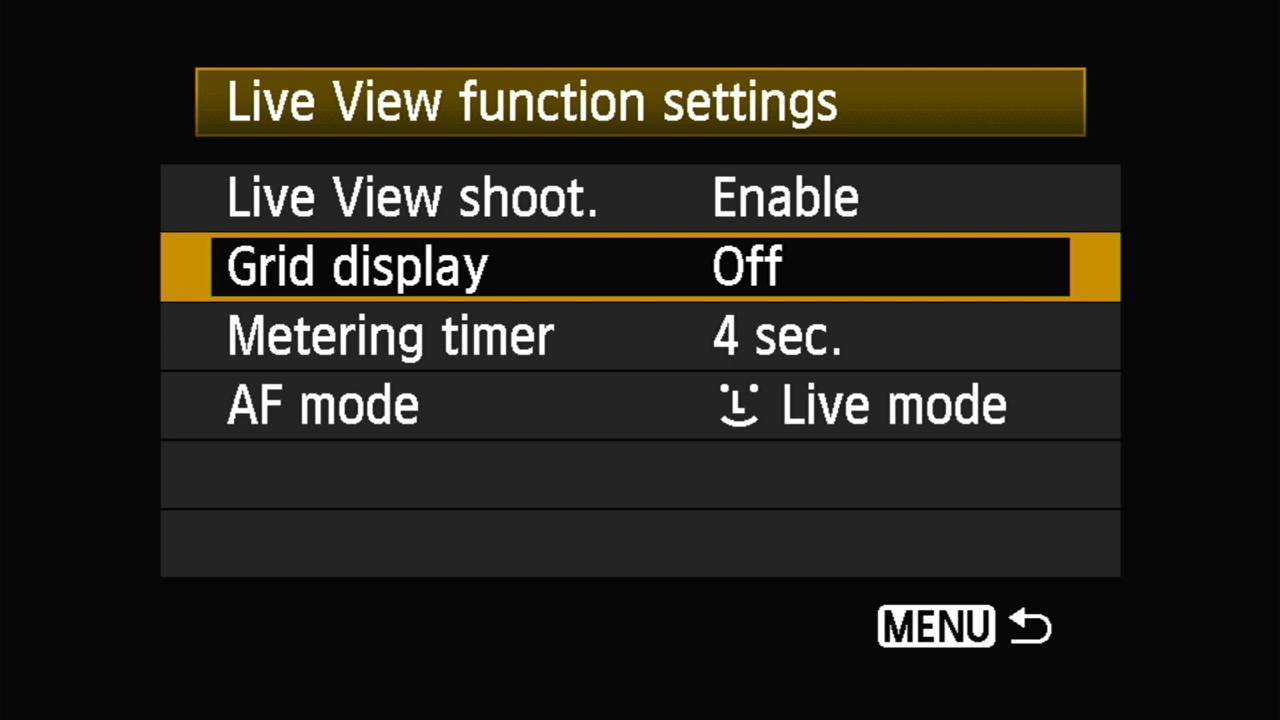 Live View function settings
Live View shoot. Enable
Grid display Off
Metering timer 4 sec.
AF mode L Live mode
MENU